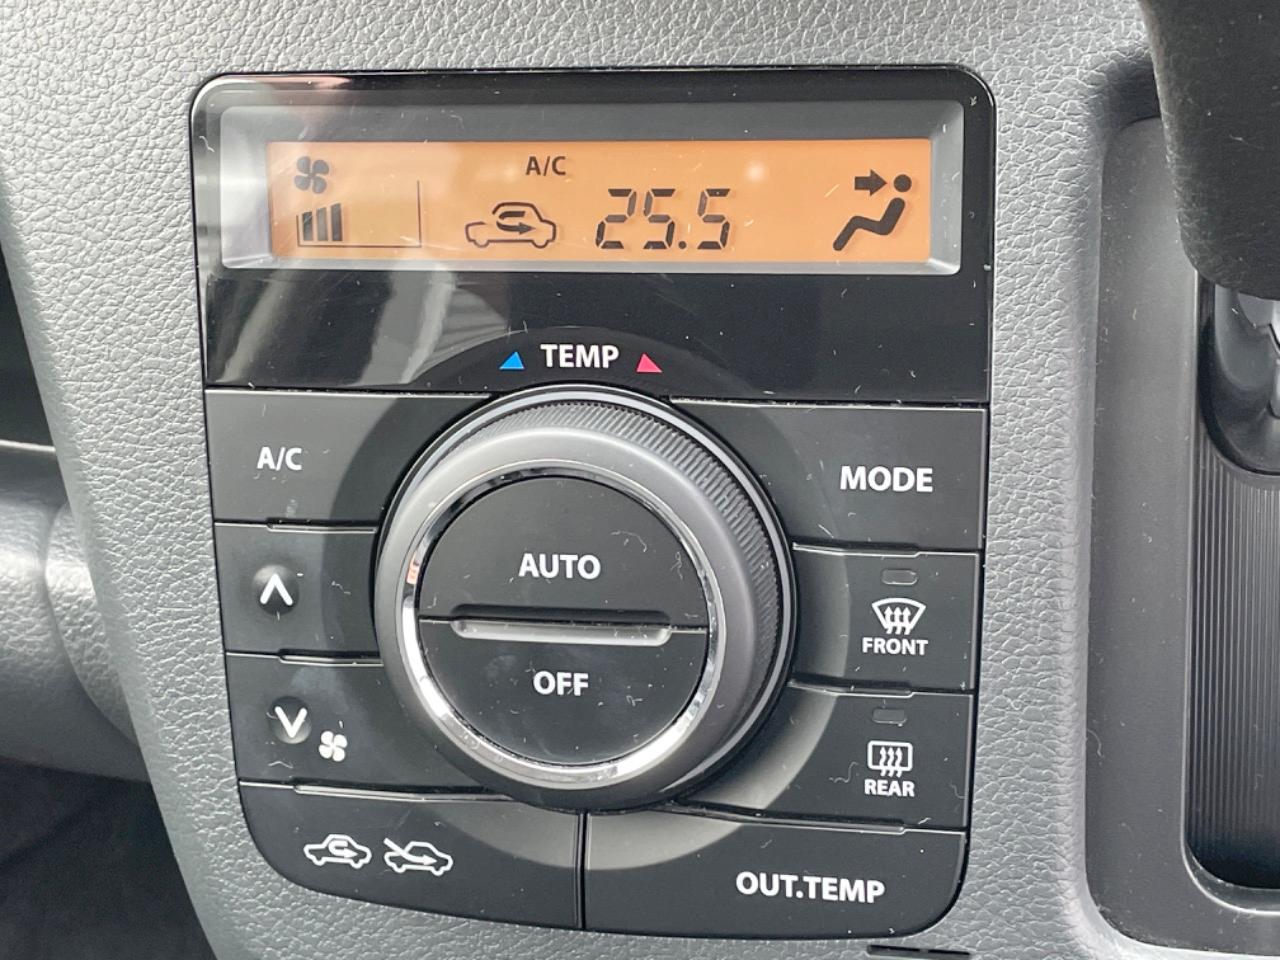 A/C
25.5
TEMP
A/C
MODE
AUTO
FRONT
OFF
REAR
OUT.TEMP